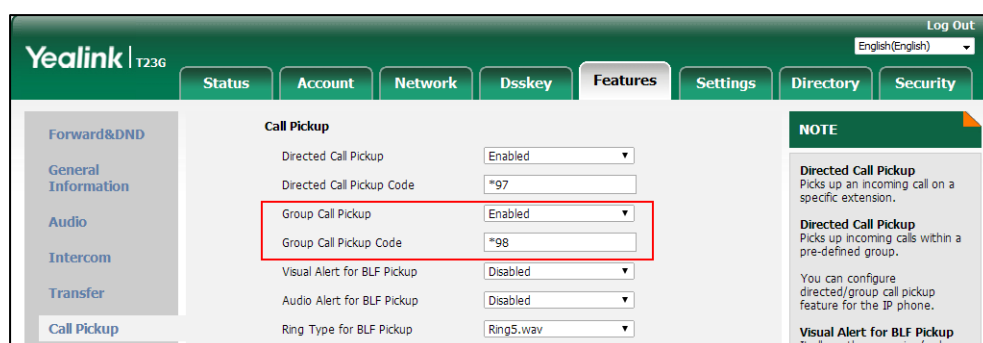 Log Out
English(English)
Yealink T23G
Status Account Network Dsskey Features Settings Directory Security
Forward&DND
General
Information
Audio
Intercom
Transfer
Call Pickup
Call Pickup
Directed Call Pickup Enabled
Directed Call Pickup Code *97
Group Call Pickup Enabled
Group Call Pickup Code *98
Visual Alert for BLF Pickup Disabled
Audio Alert for BLF Pickup Disabled
Ring Type for BLF Pickup Ring5.wav
NOTE
Directed Call Pickup
Picks up an incoming call on a
specific extension.
Directed Call Pickup
Picks up incoming calls within a
pre-defined group.
You can configure
directed/group call pickup
feature for the IP phone.
Visual Alert for BLF Pickup